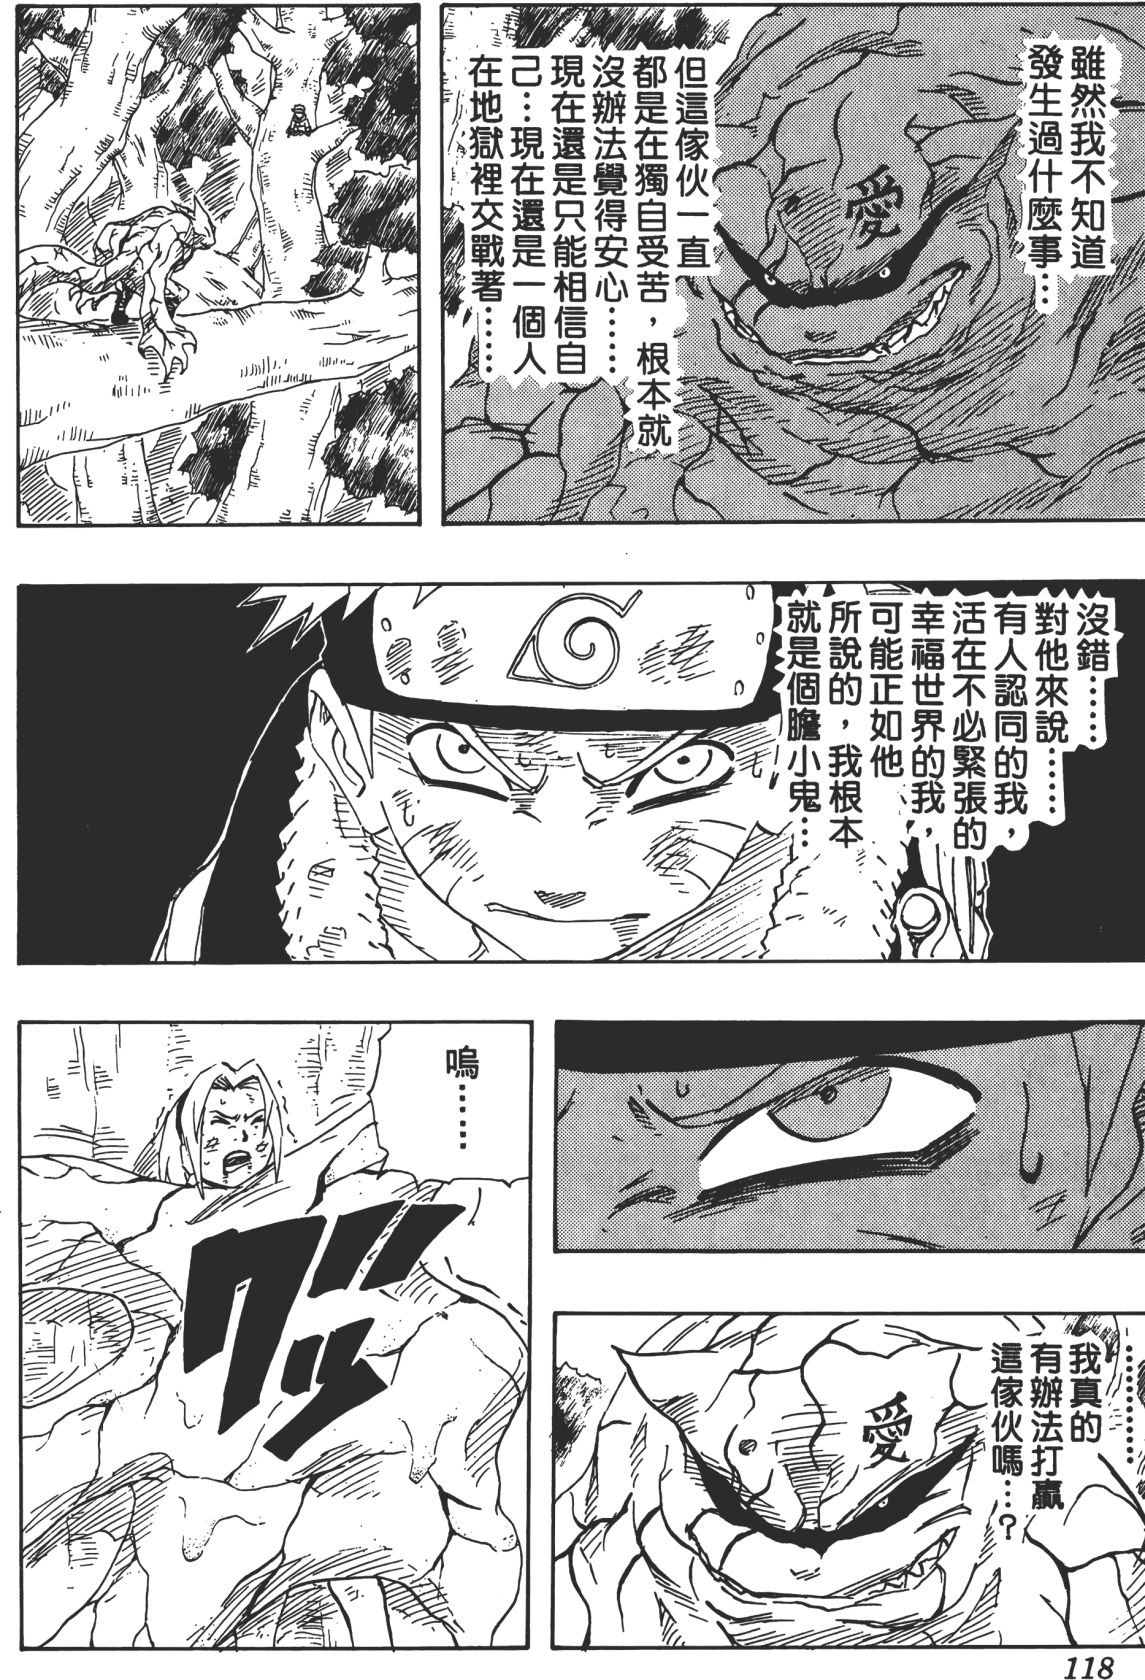 雖然我不知道
發生過什麼事…
但這傢伙一直
都是在獨自受苦，根本就
沒辦法覺得安心……
現在還是只能相信自
己…現在還是一個人
在地獄裡交戰著……
愛
沒錯……
對他來說……
有人認同的我，
活在不必緊張的
幸福世界的我，
可能正如他
所說的，我根本
就是個膽小鬼…
………
我真的
有辦法打贏
這傢伙嗎…？
愛
嗚……
グッ
118